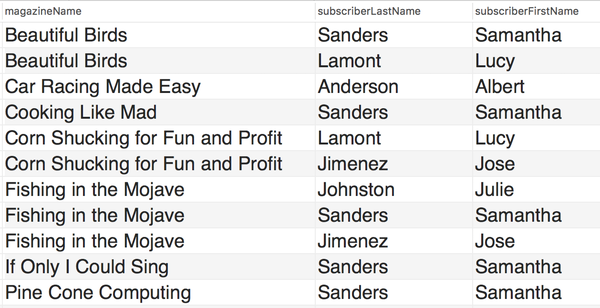 magazineName subscriberLastName subscriberFirstName
Beautiful Birds Sanders Samantha
Beautiful Birds Lamont Lucy
Car Racing Made Easy Anderson Albert
Cooking Like Mad Sanders Samantha
Corn Shucking for Fun and Profit Lamont Lucy
Corn Shucking for Fun and Profit Jimenez Jose
Fishing in the Mojave Johnston Julie
Fishing in the Mojave Sanders Samantha
Fishing in the Mojave Jimenez Jose
If Only I Could Sing Sanders Samantha
Pine Cone Computing Sanders Samantha